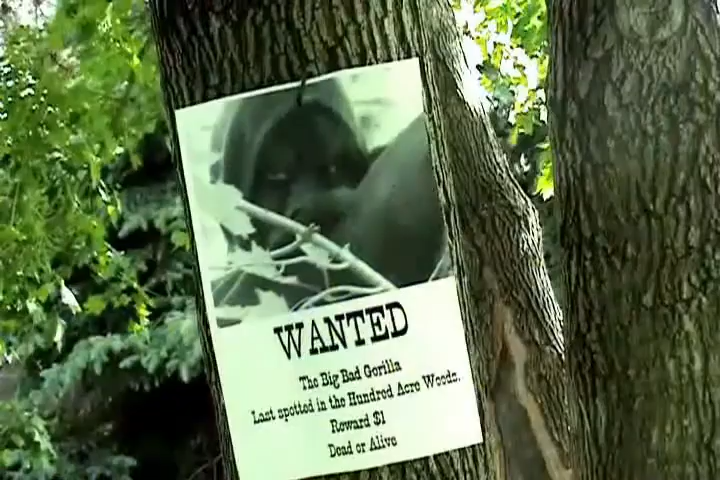 WANTED
The Big Bad Gorilla
Last spotted in the Hundred Acre Woods.
Reward $1
Dead or Alive